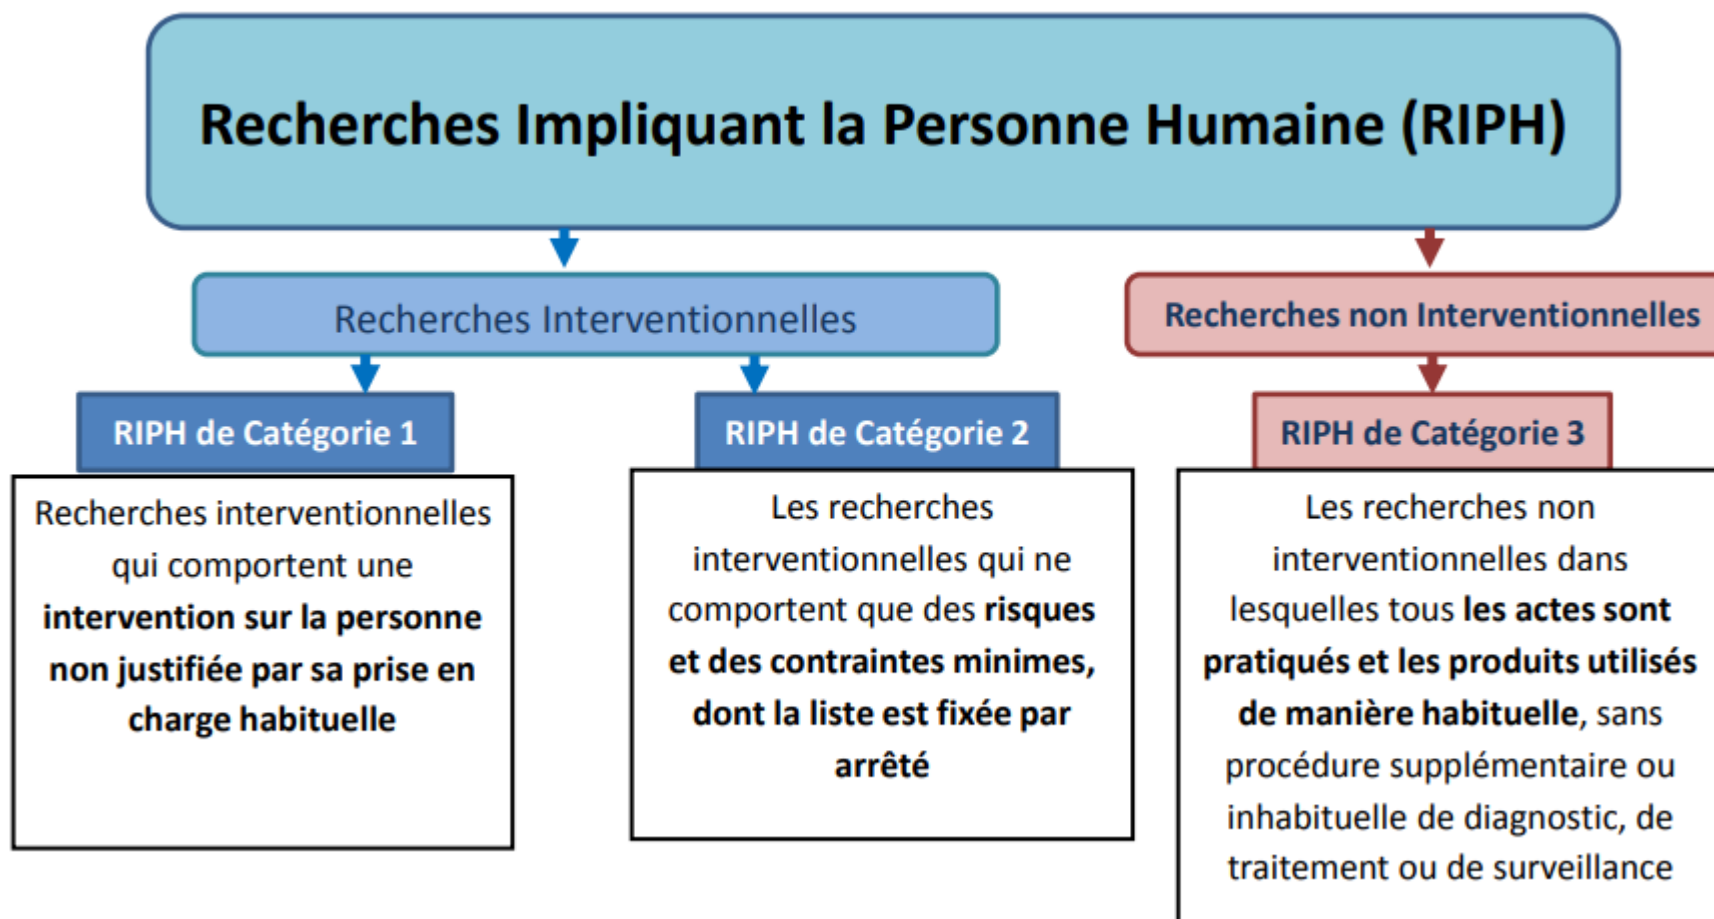 Recherches Impliquant la Personne Humaine (RIPH)
Recherches Interventionnelles
Recherches non Interventionnelles
RIPH de Catégorie 1
Recherches interventionnelles
qui comportent une
intervention sur la personne
non justifiée par sa prise en
charge habituelle
RIPH de Catégorie 2
Les recherches
interventionnelles qui ne
comportent que des risques
et des contraintes minimes,
dont la liste est fixée par
arrêté
RIPH de Catégorie 3
Les recherches non
interventionnelles dans
lesquelles tous les actes sont
pratiqués et les produits utilisés
de manière habituelle, sans
procédure supplémentaire ou
inhabituelle de diagnostic, de
traitement ou de surveillance